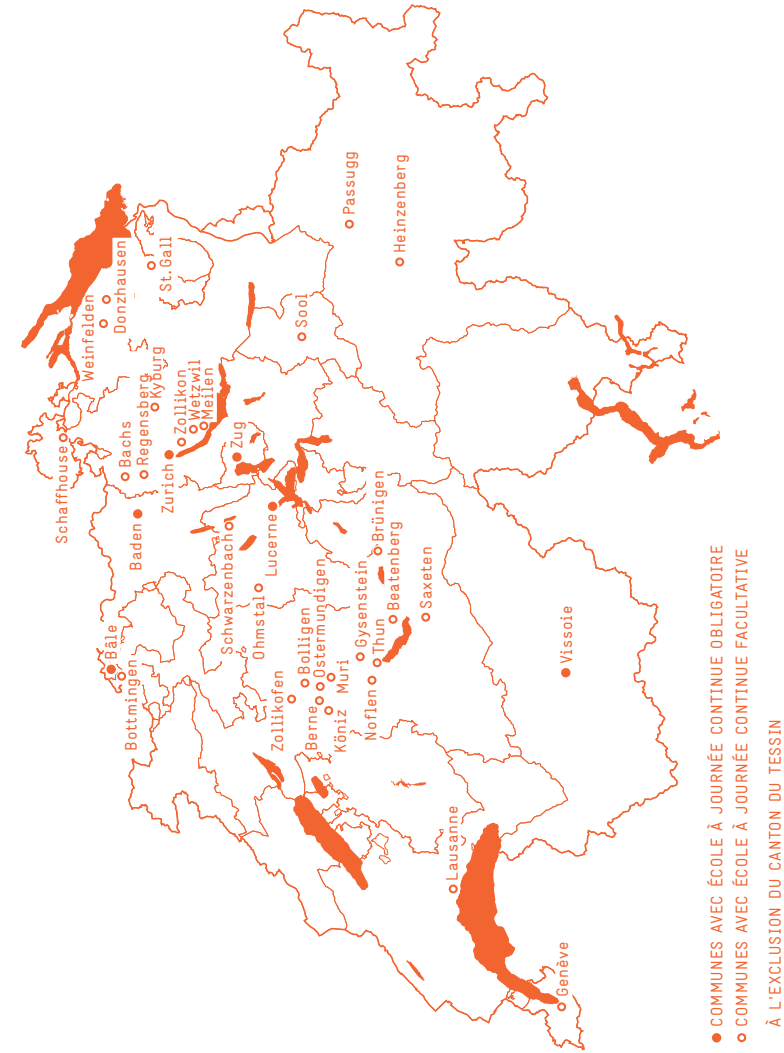 Schaffhouse
Weinfelden
Donzhausen
St.Gall
Bachs
Regensberg
Kyburg
Zollikon
Wetzwil
Meilen
Zurich
Zug
Baden
Bâle
Bottmingen
Schwarzenbach
Lucerne
Ohmstal
Sool
Passugg
Heinzenberg
Zollikofen
Bolligen
Ostermundigen
Berne
Muri
Köniz
Gysenstein
Thun
Noflen
Brünigen
Beatenberg
Saxeten
Vissoie
Lausanne
Genève
COMMUNES AVEC ÉCOLE À JOURNÉE CONTINUE OBLIGATOIRE
COMMUNES AVEC ÉCOLE À JOURNÉE CONTINUE FACULTATIVE
À L'EXCLUSION DU CANTON DU TESSIN